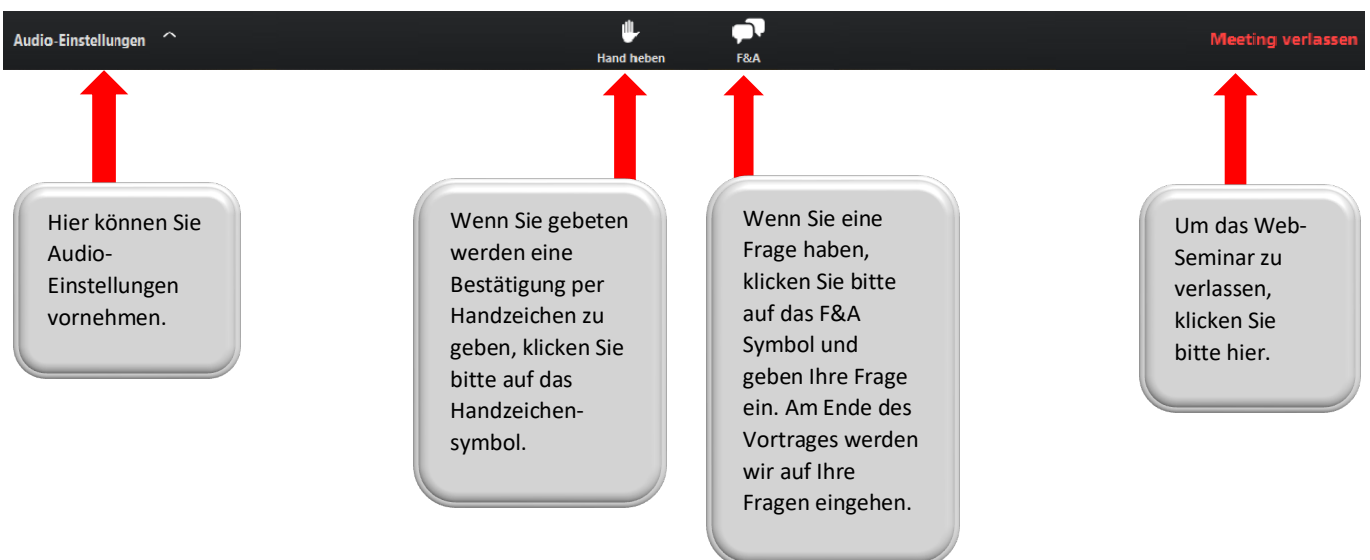 Audio-Einstellungen
Hand heben
F&A
Meeting verlassen
Hier können Sie
Audio-
Einstellungen
vornehmen.
Wenn Sie gebeten
werden eine
Bestätigung per
Handzeichen zu
geben, klicken Sie
bitte auf das
Handzeichen-
symbol.
Wenn Sie eine
Frage haben,
klicken Sie bitte
auf das F&A
Symbol und
geben Ihre Frage
ein. Am Ende des
Vortrages werden
wir auf Ihre
Fragen eingehen.
Um das Web-
Seminar zu
verlassen,
klicken Sie
bitte hier.